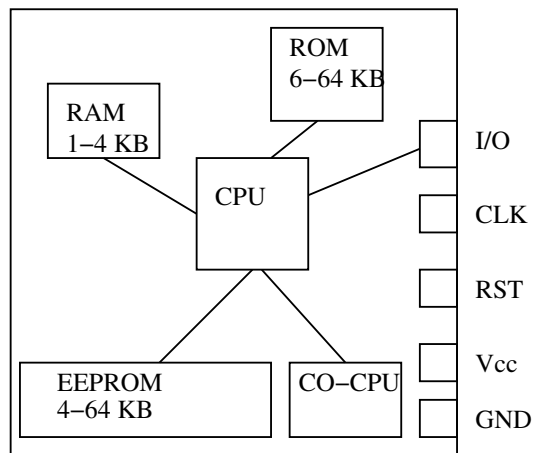 ROM
6−64 KB
RAM
1−4 KB
I/O
CPU
CLK
RST
Vcc
EEPROM
4−64 KB
CO−CPU
GND